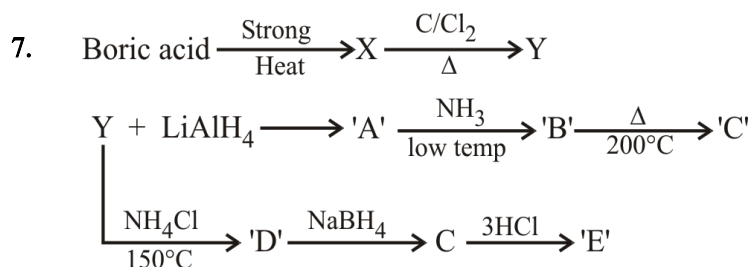 7. Boric acid Strong Heat X C/Cl₂ Δ Y
Y + LiAlH₄ 'A' NH₃ low temp 'B' Δ 200°C 'C'
NH₄Cl 150°C 'D' NaBH₄ C 3HCl 'E'